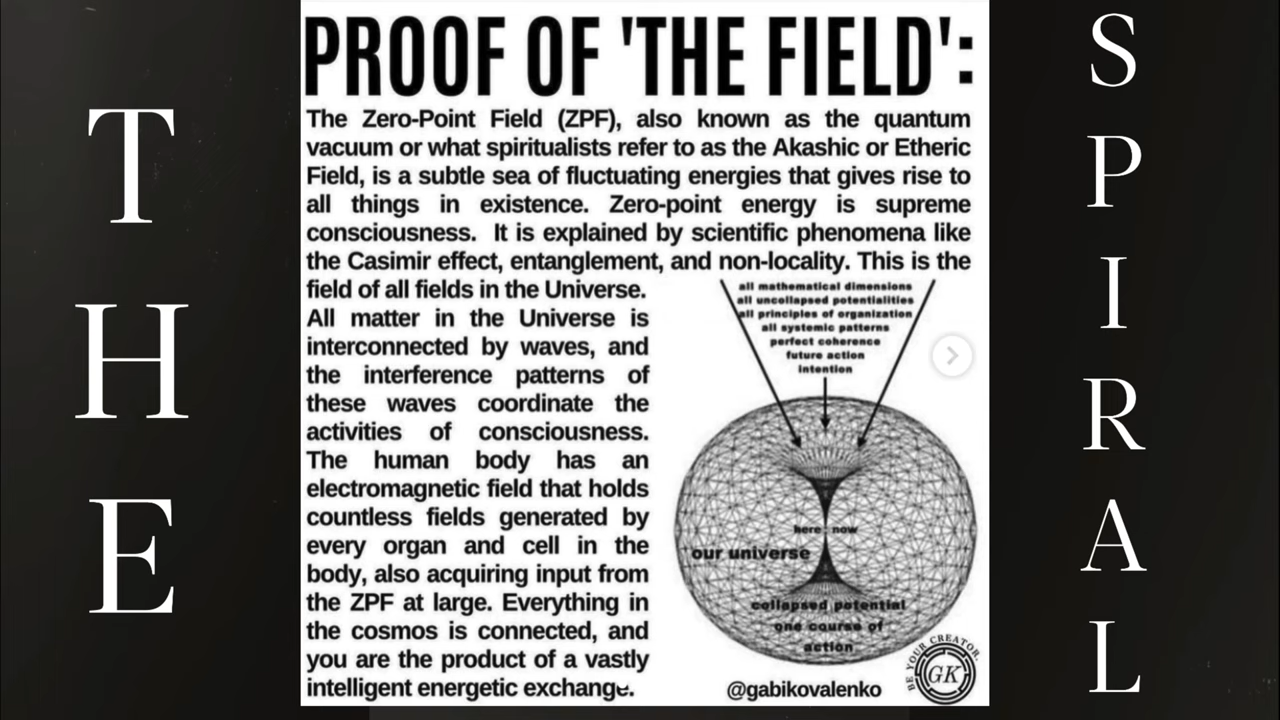 THE
PROOF OF 'THE FIELD':
The Zero-Point Field (ZPF), also known as the quantum
vacuum or what spiritualists refer to as the Akashic or Etheric
Field, is a subtle sea of fluctuating energies that gives rise to
all things in existence. Zero-point energy is supreme
consciousness. It is explained by scientific phenomena like
the Casimir effect, entanglement, and non-locality. This is the
field of all fields in the Universe.
All matter in the Universe is
interconnected by waves, and
the interference patterns of
these waves coordinate the
activities of consciousness.
The human body has an
electromagnetic field that holds
countless fields generated by
every organ and cell in the
body, also acquiring input from
the ZPF at large. Everything in
the cosmos is connected, and
you are the product of a vastly
intelligent energetic exchange.
all mathematical dimensions
all uncollapsed potentialities
all principles of organization
all systemic patterns
perfect coherence
future action
intention
here now
our universe
collapsed potential
one course of
action
@gabikovalenko
BE YOUR CREATOR.
GK
SPIRAL